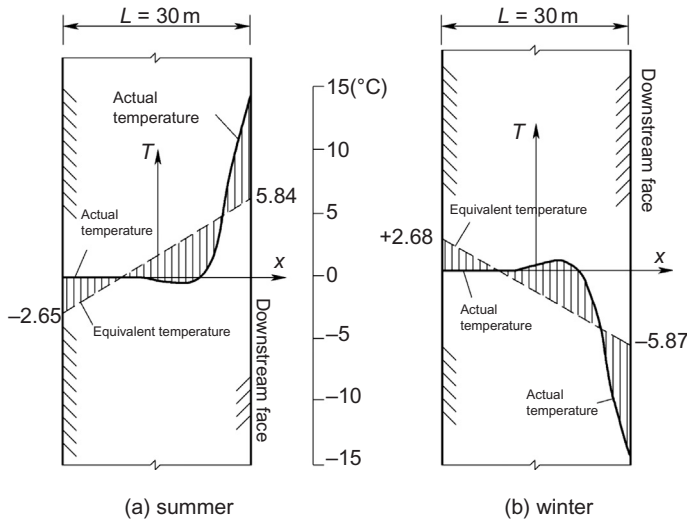 L = 30 m
Actual
temperature
T
Actual
temperature
5.84
x
−2.65
Equivalent temperature
Downstream face
15(°C)
10
5
0
−5
−10
−15
(a) summer
L = 30 m
Downstream face
T
Equivalent temperature
+2.68
x
Actual
temperature
−5.87
Actual
temperature
(b) winter